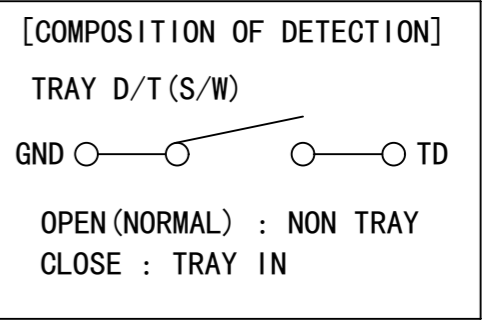 [COMPOSITION OF DETECTION]
TRAY D/T(S/W)
GND TD
OPEN(NORMAL) : NON TRAY
CLOSE : TRAY IN